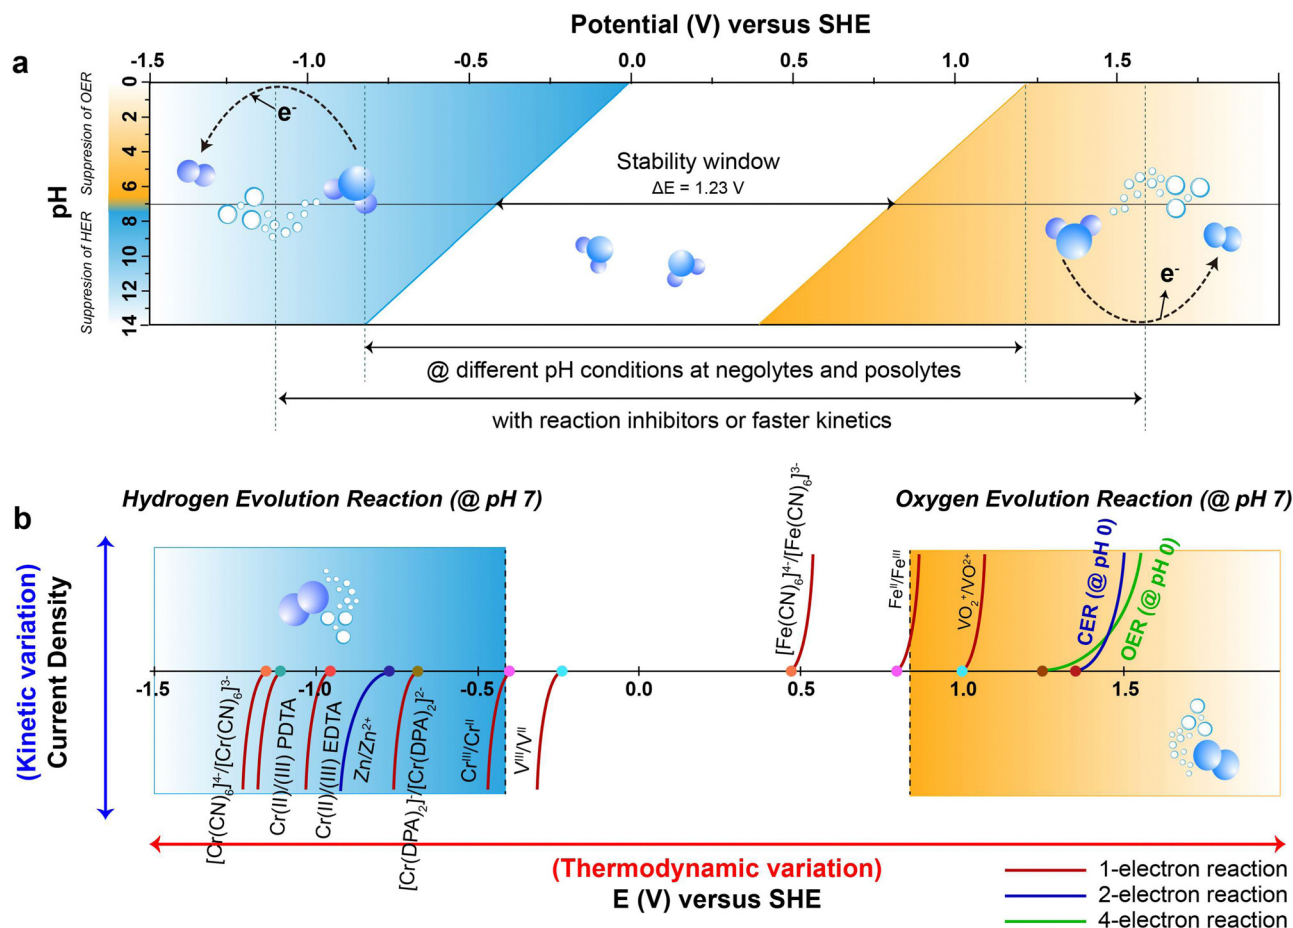 Potential (V) versus SHE
a
-1.5 -1.0 -0.5 0.0 0.5 1.0 1.5
Suppresion of OER
Suppresion of HER
pH
0
2
4
6
8
10
12
14
e-
Stability window
ΔE = 1.23 V
e-
@ different pH conditions at negolytes and posolytes
with reaction inhibitors or faster kinetics
b
Hydrogen Evolution Reaction (@ pH 7)
Oxygen Evolution Reaction (@ pH 7)
(Kinetic variation)
Current Density
-1.5 -1.0 -0.5 0.0 0.5 1.0 1.5
[Cr(CN)6]4-/[Cr(CN)6]3-
Cr(II)/(III) PDTA
Cr(II)/(III) EDTA
Zn/Zn2+
[Cr(DPA)2]-/[Cr(DPA)2]2-
CrIII/CrII
VIII/VII
[Fe(CN)6]4-/[Fe(CN)6]3-
FeII/FeIII
VO2+/VO2+
CER (@ pH 0)
OER (@ pH 0)
(Thermodynamic variation)
E (V) versus SHE
1-electron reaction
2-electron reaction
4-electron reaction